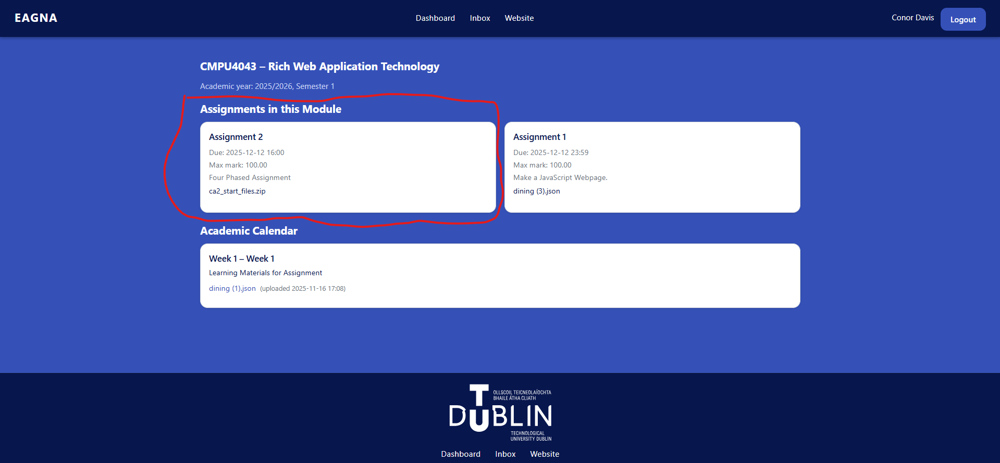 EAGNA
Dashboard Inbox Website
Conor Davis Logout
CMPU4043 – Rich Web Application Technology
Academic year: 2025/2026, Semester 1
Assignments in this Module
Assignment 2
Due: 2025-12-12 16:00
Max mark: 100.00
Four Phased Assignment
ca2_start_files.zip
Assignment 1
Due: 2025-12-12 23:59
Max mark: 100.00
Make a JavaScript Webpage.
dining (3).json
Academic Calendar
Week 1 – Week 1
Learning Materials for Assignment
dining (1).json (uploaded 2025-11-16 17:08)
OLLSCOIL TEICNEOLAÍOCHTA
BHAILE ÁTHA CLIATH
T
DUBLIN
TECHNOLOGICAL
UNIVERSITY DUBLIN
Dashboard Inbox Website